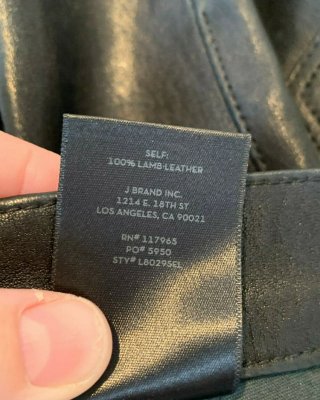 SELF:
100% LAMB-LEATHER
J BRAND INC.
1214 E. 18TH ST
LOS ANGELES, CA 90021
RN# 117965
PO# 5950
STY# L8029SEL